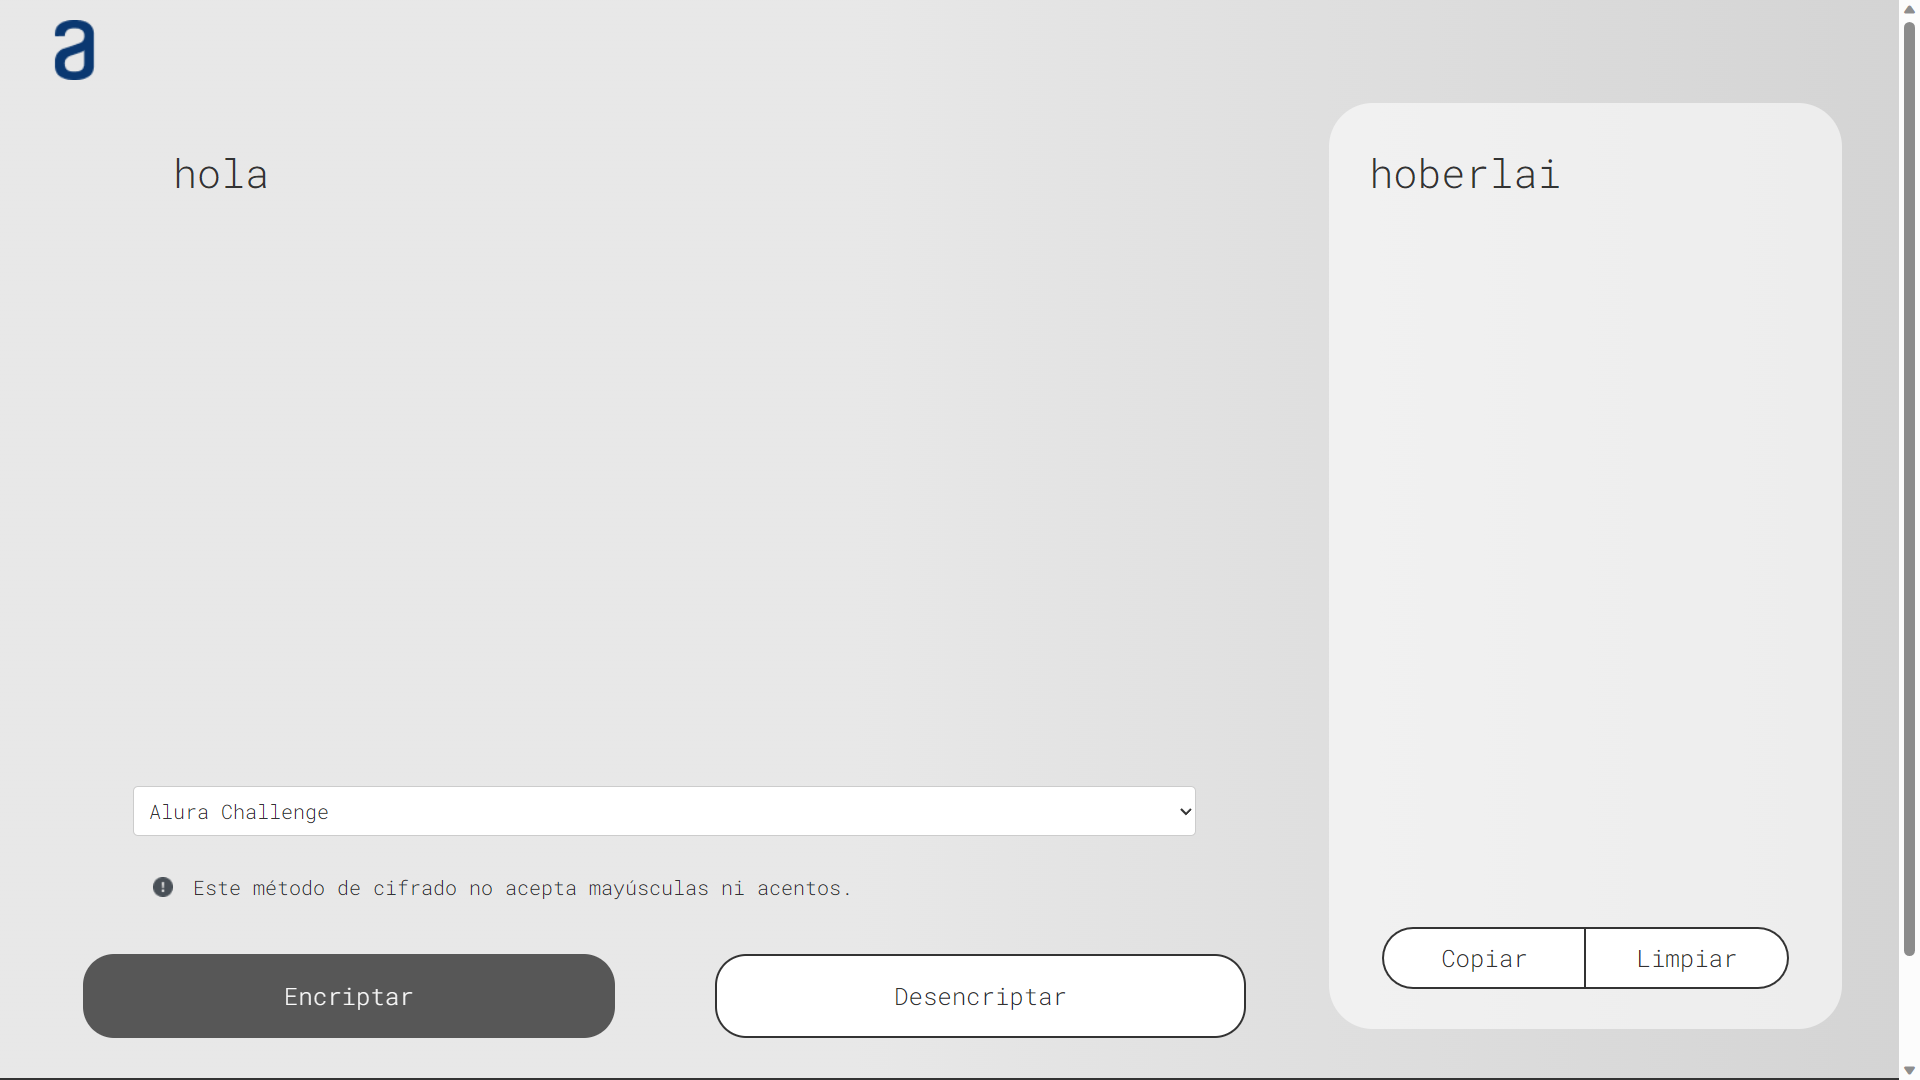 a
hola
hoberlai
Alura Challenge
Este método de cifrado no acepta mayúsculas ni acentos.
Encriptar
Desencriptar
Copiar
Limpiar